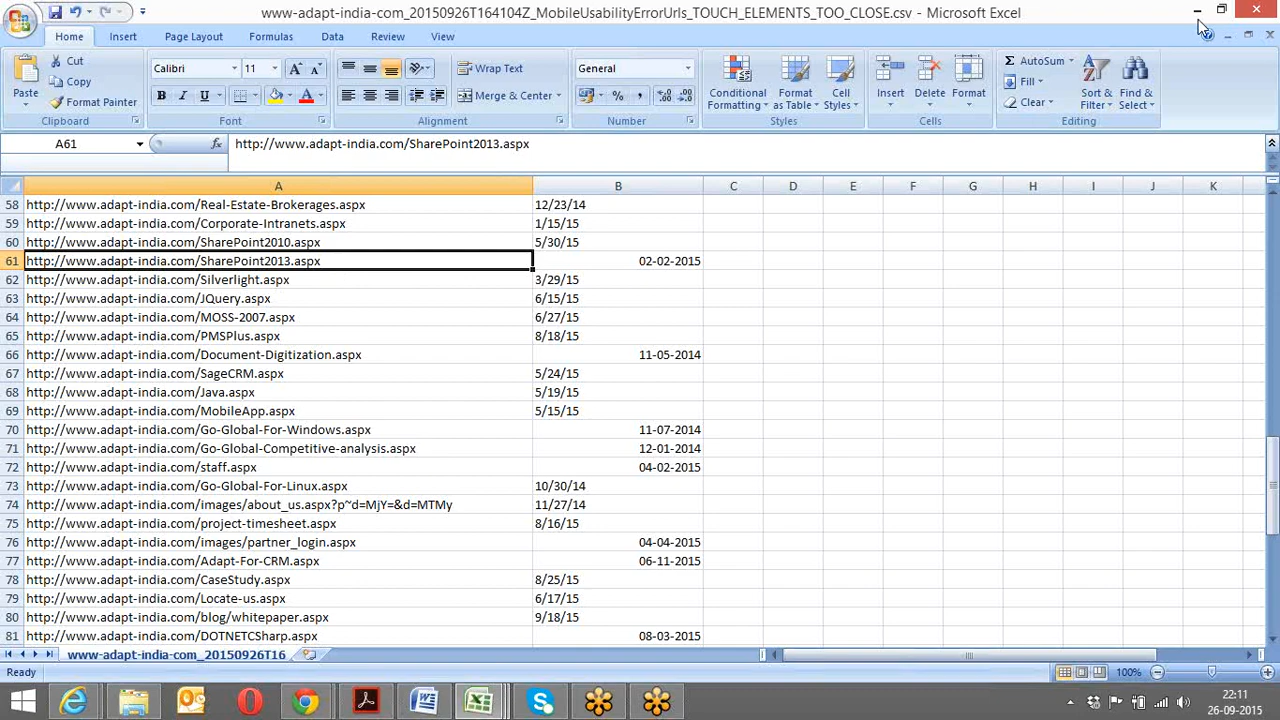 www-adapt-india-com_20150926T164104Z_MobileUsabilityErrorUrls_TOUCH_ELEMENTS_TOO_CLOSE.csv - Microsoft Excel
Home Insert Page Layout Formulas Data Review View
Paste Cut Copy Format Painter
Clipboard
Calibri 11
B I U A
Font
Wrap Text
Merge & Center
Alignment
General
% ,
Number
Conditional Formatting Format as Table Cell Styles
Styles
Insert Delete Format
Cells
Σ AutoSum Fill Clear Sort & Filter Find & Select
Editing
A61 fx http://www.adapt-india.com/SharePoint2013.aspx
A B C D E F G H I J K
58 http://www.adapt-india.com/Real-Estate-Brokerages.aspx 12/23/14
59 http://www.adapt-india.com/Corporate-Intranets.aspx 1/15/15
60 http://www.adapt-india.com/SharePoint2010.aspx 5/30/15
61 http://www.adapt-india.com/SharePoint2013.aspx 02-02-2015
62 http://www.adapt-india.com/Silverlight.aspx 3/29/15
63 http://www.adapt-india.com/JQuery.aspx 6/15/15
64 http://www.adapt-india.com/MOSS-2007.aspx 6/27/15
65 http://www.adapt-india.com/PMSPlus.aspx 8/18/15
66 http://www.adapt-india.com/Document-Digitization.aspx 11-05-2014
67 http://www.adapt-india.com/SageCRM.aspx 5/24/15
68 http://www.adapt-india.com/Java.aspx 5/19/15
69 http://www.adapt-india.com/MobileApp.aspx 5/15/15
70 http://www.adapt-india.com/Go-Global-For-Windows.aspx 11-07-2014
71 http://www.adapt-india.com/Go-Global-Competitive-analysis.aspx 12-01-2014
72 http://www.adapt-india.com/staff.aspx 04-02-2015
73 http://www.adapt-india.com/Go-Global-For-Linux.aspx 10/30/14
74 http://www.adapt-india.com/images/about_us.aspx?p~d=MjY=&d=MTMy 11/27/14
75 http://www.adapt-india.com/project-timesheet.aspx 8/16/15
76 http://www.adapt-india.com/images/partner_login.aspx 04-04-2015
77 http://www.adapt-india.com/Adapt-For-CRM.aspx 06-11-2015
78 http://www.adapt-india.com/CaseStudy.aspx 8/25/15
79 http://www.adapt-india.com/Locate-us.aspx 6/17/15
80 http://www.adapt-india.com/blog/whitepaper.aspx 9/18/15
81 http://www.adapt-india.com/DOTNETCSharp.aspx 08-03-2015
www-adapt-india-com_20150926T16
Ready 100%
22:11
26-09-2015